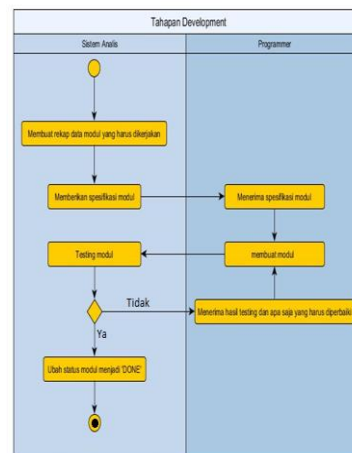 Tahapan Development
Sistem Analis
Programmer
Membuat rekap data modul yang harus dikerjakan
Memberikan spesifikasi modul
Menerima spesifikasi modul
Testing modul
membuat modul
Tidak
Menerima hasil testing dan apa saja yang harus diperbaiki
Ya
Ubah status modul menjadi 'DONE'